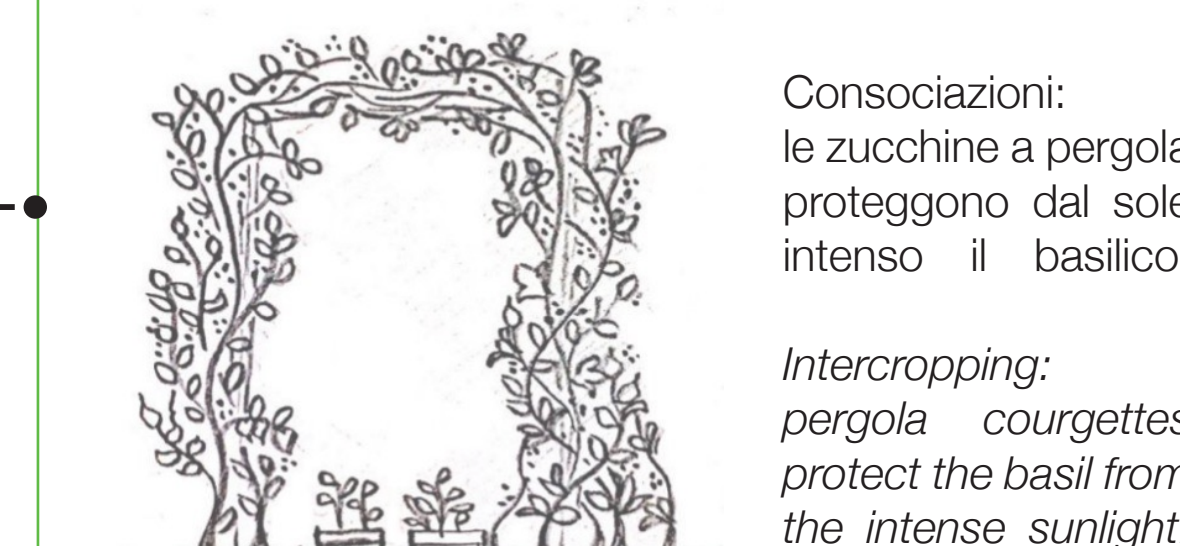 Consociazioni:
le zucchine a pergola
proteggono dal sole
intenso il basilico
Intercropping:
pergola courgettes
protect the basil from
the intense sunlight